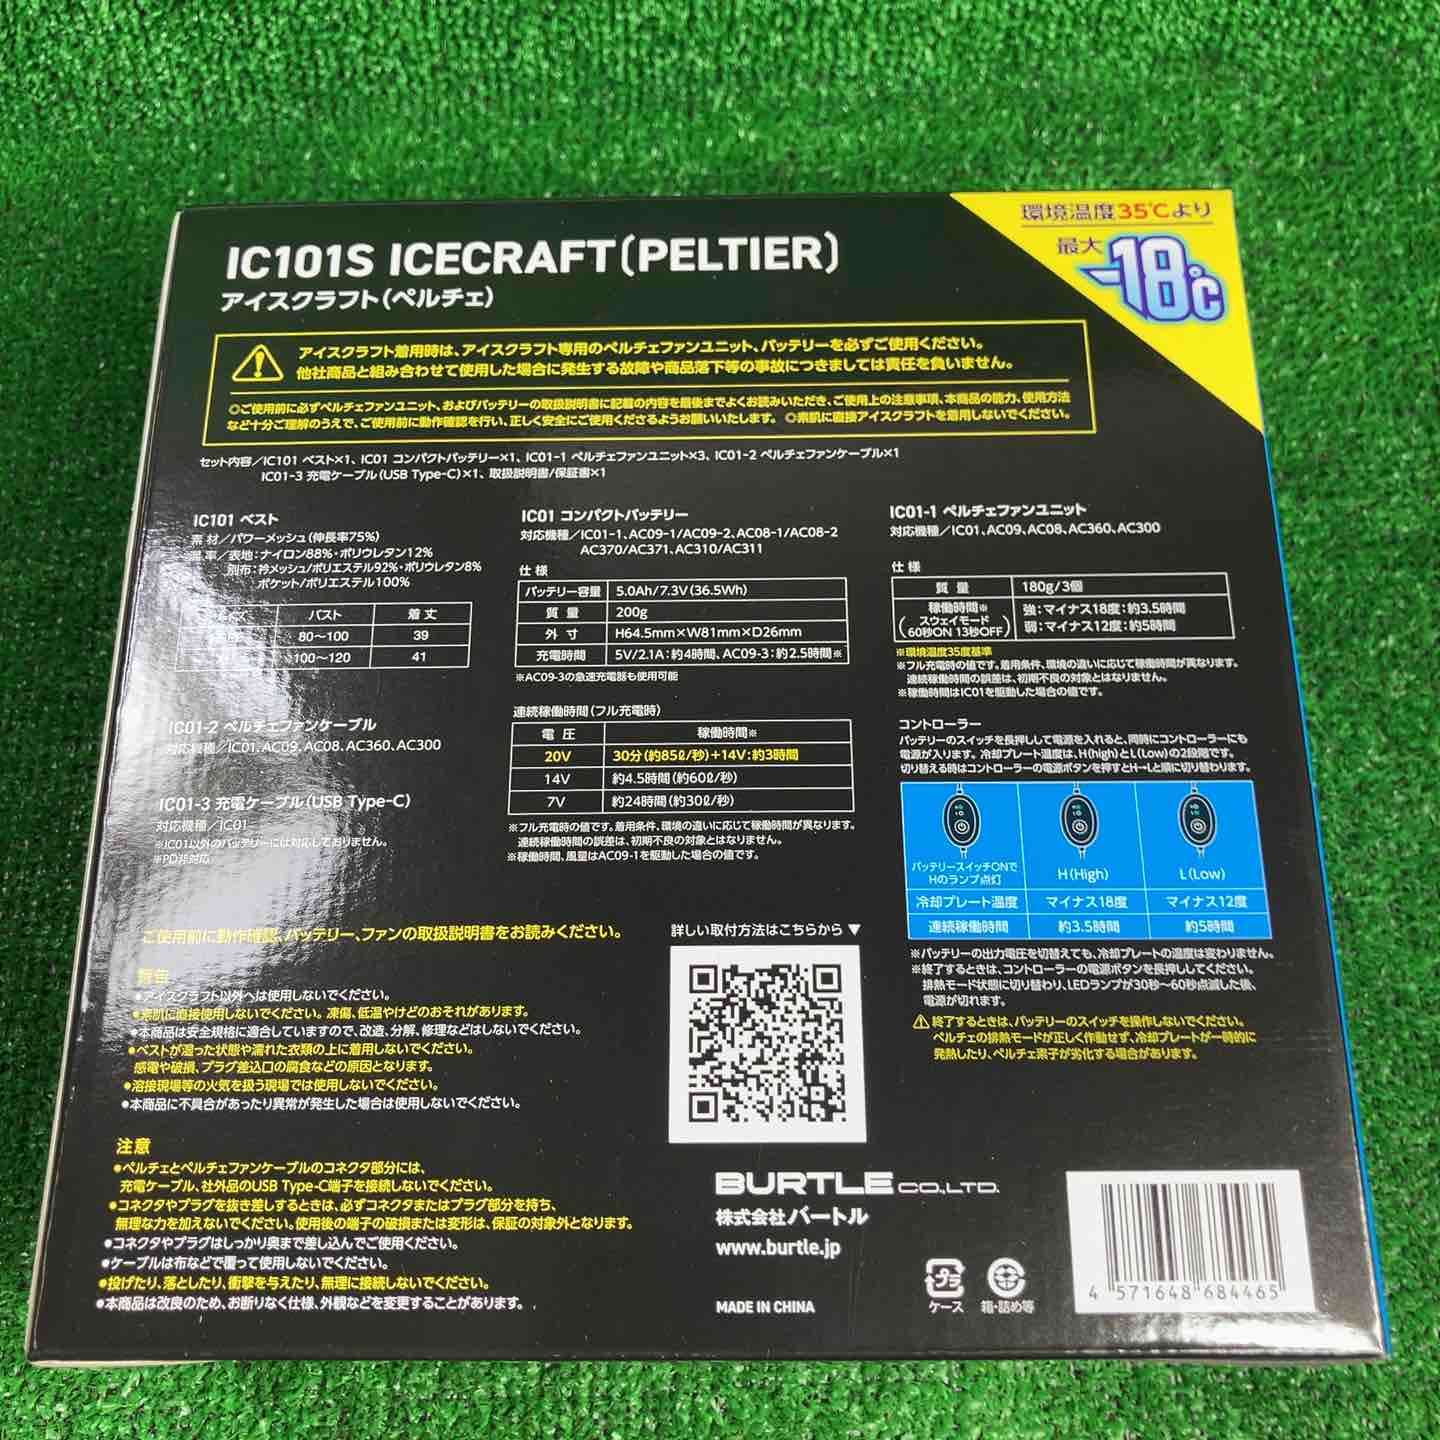 環境温度35℃より
最大
-18℃
IC101S ICECRAFT(PELTIER)
アイスクラフト(ペルチェ)
アイスクラフト着用時は、アイスクラフト専用のペルチェファンユニット、バッテリーを必ずご使用ください。
他社商品と組み合わせて使用した場合に発生する故障や商品落下等の事故につきましては責任を負いません。
◎ご使用前に必ずペルチェファンユニット、およびバッテリーの取扱説明書に記載の内容を最後までよくお読みいただき、ご使用上の注意事項、本商品の能力、使用方法
など十分ご理解のうえで、ご使用前に動作確認を行い、正しく安全にご使用くださるようお願いいたします。 ◎素肌に直接アイスクラフトを着用しないでください。
セット内容/IC101 ベスト×1、IC01 コンパクトバッテリー×1、IC01-1 ペルチェファンユニット×3、IC01-2 ペルチェファンケーブル×1
IC01-3 充電ケーブル(USB Type-C)×1、取扱説明書/保証書×1
IC101 ベスト
素 材/パワーメッシュ(伸長率75%)
率/表地:ナイロン88%・ポリウレタン12%
別布:衿メッシュ/ポリエステル92%・ポリウレタン8%
ポケット/ポリエステル100%
バスト 着 丈
80〜100 39
100〜120 41
IC01-2 ペルチェファンケーブル
対応機種/IC01、AC09、AC08、AC360、AC300
IC01-3 充電ケーブル(USB Type-C)
対応機種/IC01
※IC01以外のバッテリーには対応しておりません。
※PD非対応
IC01 コンパクトバッテリー
対応機種/IC01-1、AC09-1/AC09-2、AC08-1/AC08-2
AC370/AC371、AC310/AC311
仕 様
バッテリー容量 5.0Ah/7.3V(36.5Wh)
質 量 200g
外 寸 H64.5mm×W81mm×D26mm
充電時間 5V/2.1A:約4時間、AC09-3:約2.5時間※
※AC09-3の急速充電器も使用可能
連続稼働時間(フル充電時)
電 圧 稼働時間※
20V 30分(約85ℓ/秒)+14V:約3時間
14V 約4.5時間(約60ℓ/秒)
7V 約24時間(約30ℓ/秒)
※フル充電時の値です。着用条件、環境の違いに応じて稼働時間が異なります。
連続稼働時間の誤差は、初期不良の対象とはなりません。
※稼働時間、風量はAC09-1を駆動した場合の値です。
IC01-1 ペルチェファンユニット
対応機種/IC01、AC09、AC08、AC360、AC300
仕 様
質 量 180g/3個
稼働時間※
(スウェイモード
60秒ON 13秒OFF)
強:マイナス18度:約3.5時間
弱:マイナス12度:約5時間
※環境温度35度基準
※フル充電時の値です。着用条件、環境の違いに応じて稼働時間が異なります。
連続稼働時間の誤差は、初期不良の対象とはなりません。
※稼働時間はIC01を駆動した場合の値です。
コントローラー
バッテリーのスイッチを長押しして電源を入れると、同時にコントローラーにも
電源が入ります。冷却プレート温度は、H(high)とL(Low)の2段階です。
切り替える時はコントローラーの電源ボタンを押すとH→Lと順に切り替わります。
バッテリースイッチONで
Hのランプ点灯
H(High) L(Low)
冷却プレート温度 マイナス18度 マイナス12度
連続稼働時間 約3.5時間 約5時間
※バッテリーの出力電圧を切替えても、冷却プレートの温度は変わりません。
※終了するときは、コントローラーの電源ボタンを長押ししてください。
排熱モード状態に切り替わり、LEDランプが30秒〜60秒点滅した後、
電源が切れます。
終了するときは、バッテリーのスイッチを操作しないでください。
ペルチェの排熱モードが正しく作動せず、冷却プレートが一時的に
発熱したり、ペルチェ素子が劣化する場合があります。
ご使用前に動作確認、バッテリー、ファンの取扱説明書をお読みください。
警告
●アイスクラフト以外へは使用しないでください。
●素肌に直接使用しないでください。凍傷、低温やけどのおそれがあります。
●本商品は安全規格に適合していますので、改造、分解、修理などはしないでください。
●ベストが湿った状態や濡れた衣類の上に着用しないでください。
感電や破損、プラグ差込口の腐食などの原因となります。
●溶接現場等の火気を扱う現場では使用しないでください。
●本商品に不具合があったり異常が発生した場合は使用しないでください。
注意
●ペルチェとペルチェファンケーブルのコネクタ部分には、
充電ケーブル、社外品のUSB Type-C端子を接続しないでください。
●コネクタやプラグを抜き差しするときは、必ずコネクタまたはプラグ部分を持ち、
無理な力を加えないでください。使用後の端子の破損または変形は、保証の対象外となります。
●コネクタやプラグはしっかり奥まで差し込んでご使用ください。
●ケーブルは布などで覆って使用しないでください。
●投げたり、落としたり、衝撃を与えたり、無理に接続しないでください。
●本商品は改良のため、お断りなく仕様、外観などを変更することがあります。
詳しい取付方法はこちらから ▼
BURTLE CO.,LTD.
株式会社バートル
www.burtle.jp
MADE IN CHINA
プラ
ケース
箱・詰め等
4 571648 684465